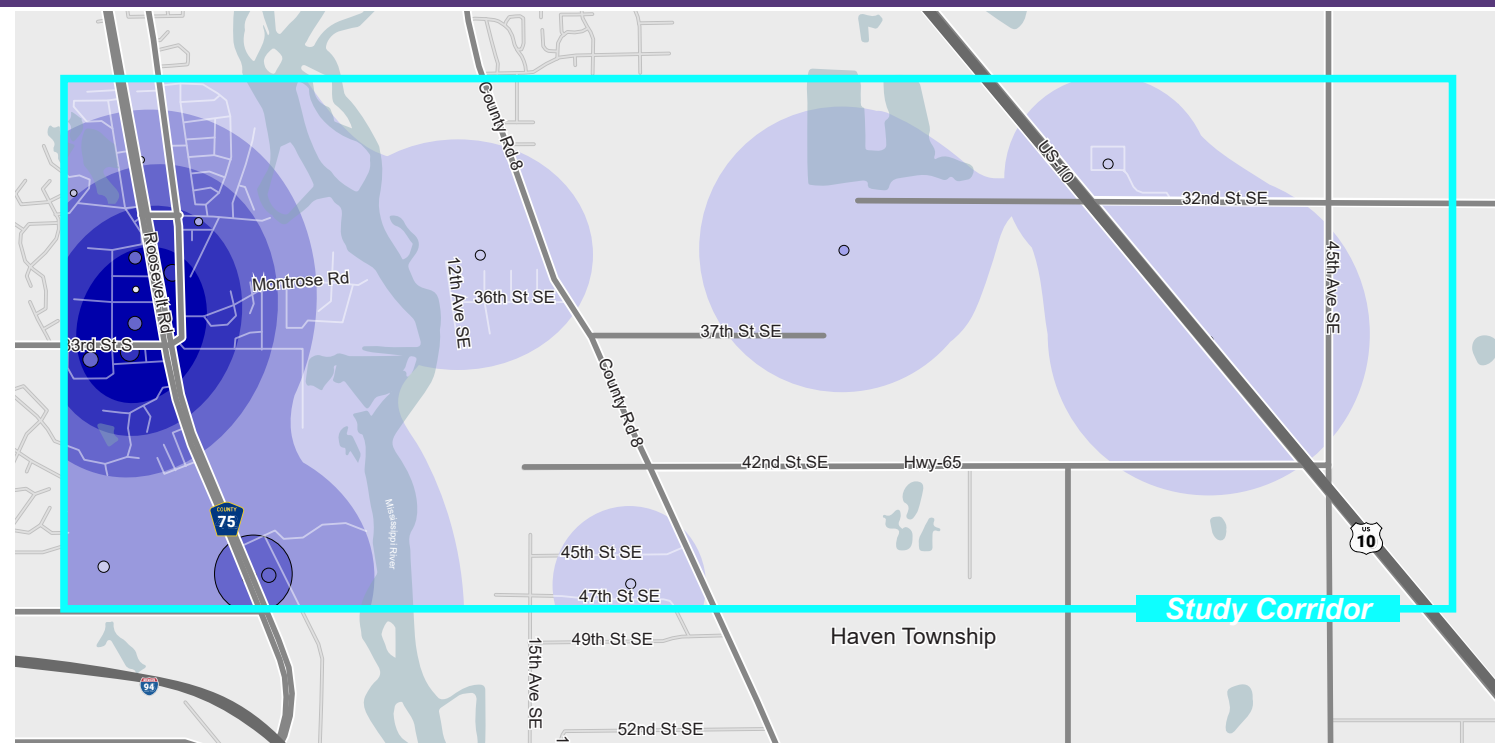 County Rd 8
US-10
32nd St SE
45th Ave SE
Roosevelt Rd
Montrose Rd
12th Ave SE
36th St SE
37th St SE
33rd St S
County Rd 8
42nd St SE
Hwy-65
COUNTY
75
Mississippi River
US
10
45th St SE
47th St SE
Study Corridor
Haven Township
49th St SE
15th Ave SE
94
52nd St SE
1